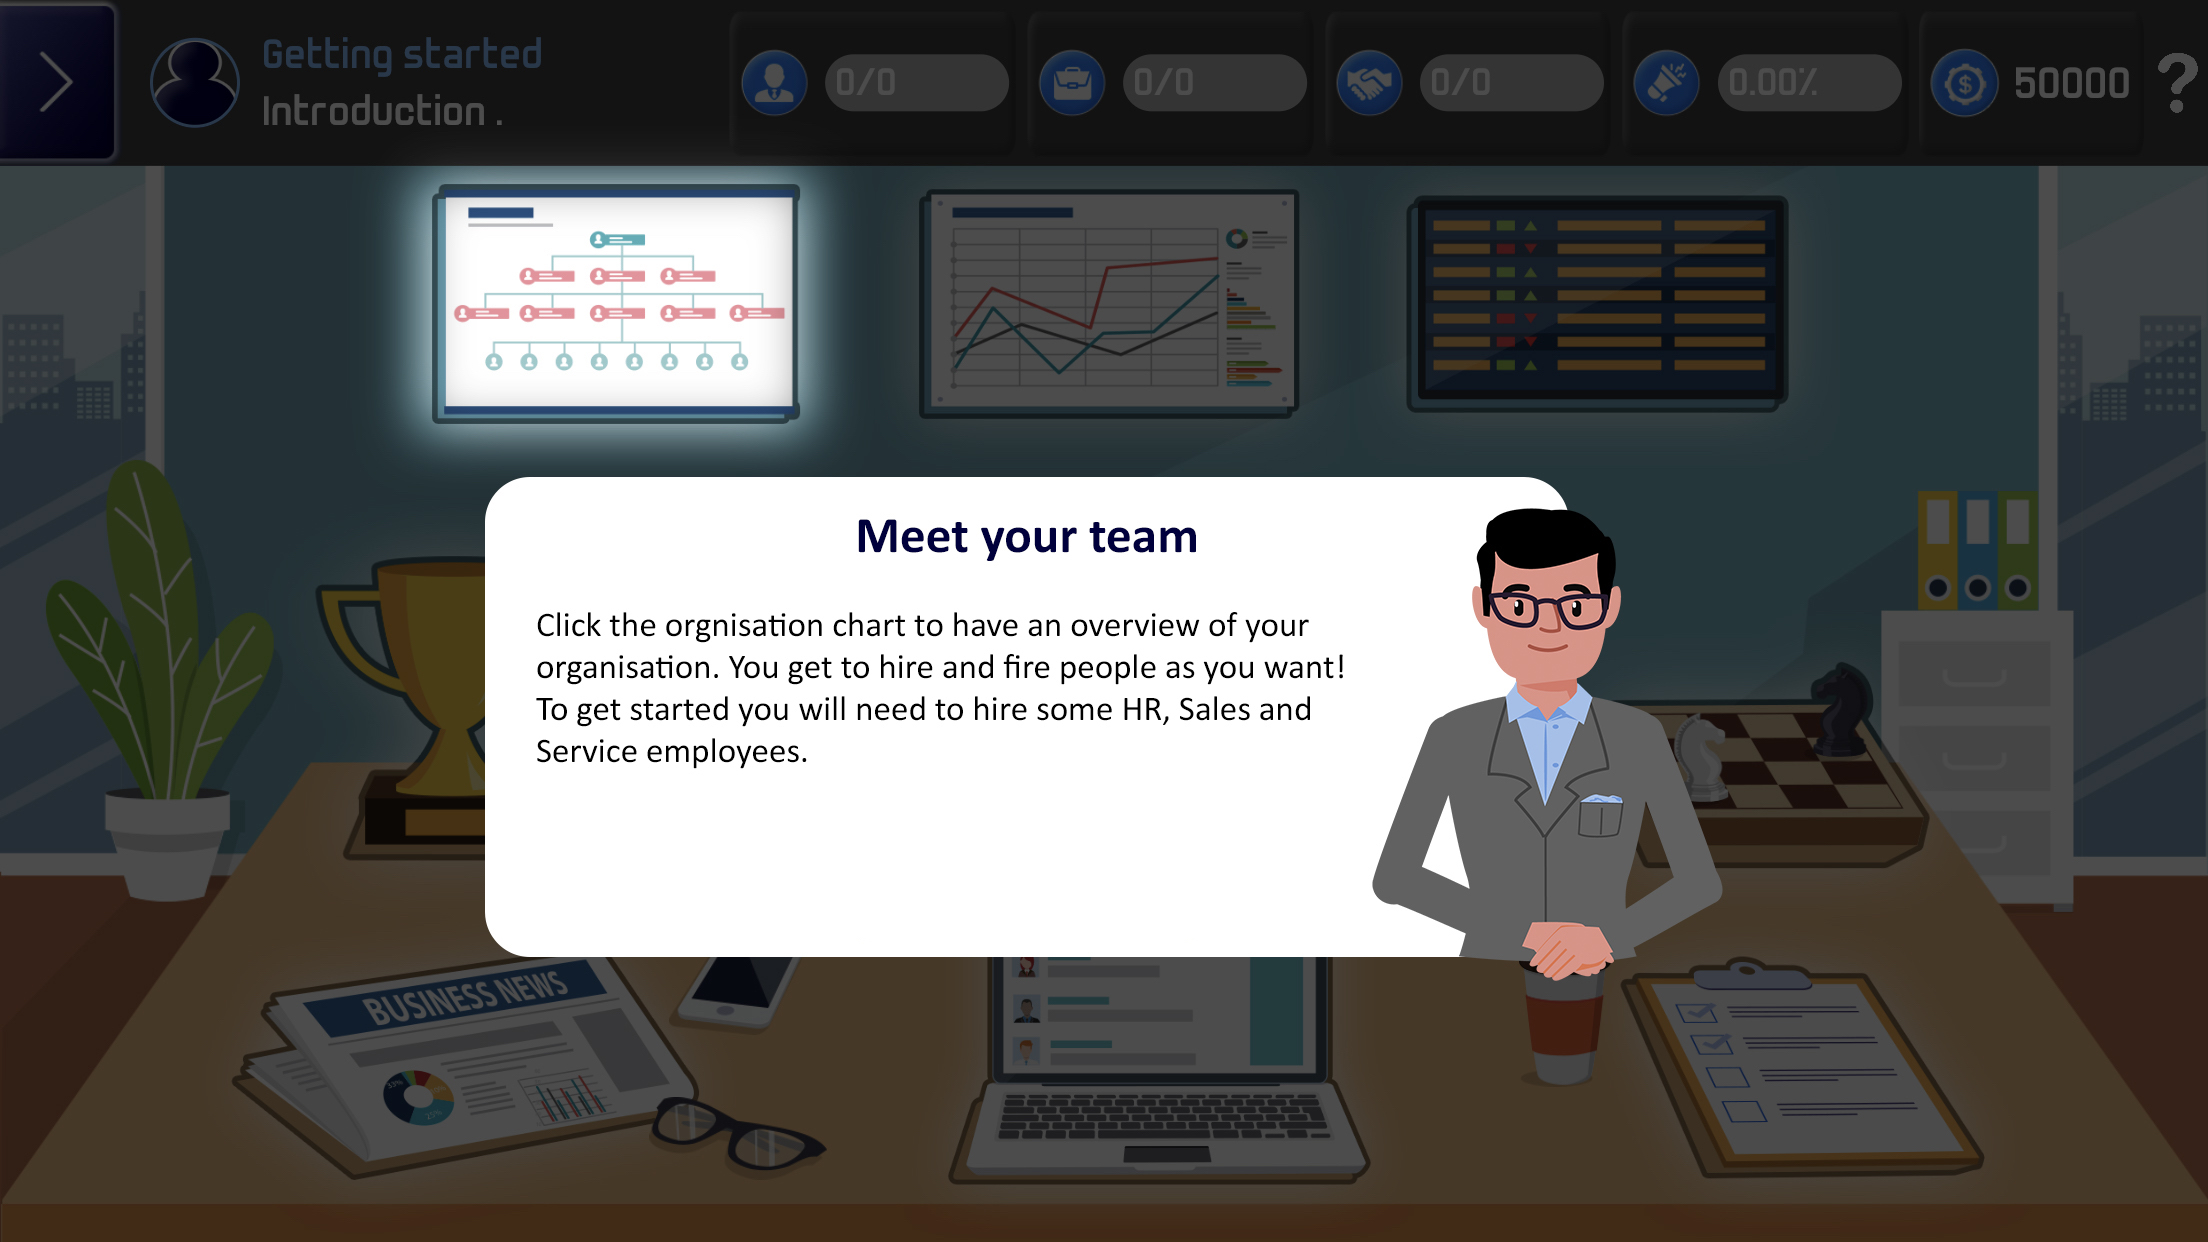 Getting started
Introduction .
0/0
0/0
0/0
0.00%
50000
?
Meet your team
Click the orgnisation chart to have an overview of your
organisation. You get to hire and fire people as you want!
To get started you will need to hire some HR, Sales and
Service employees.
BUSINESS NEWS